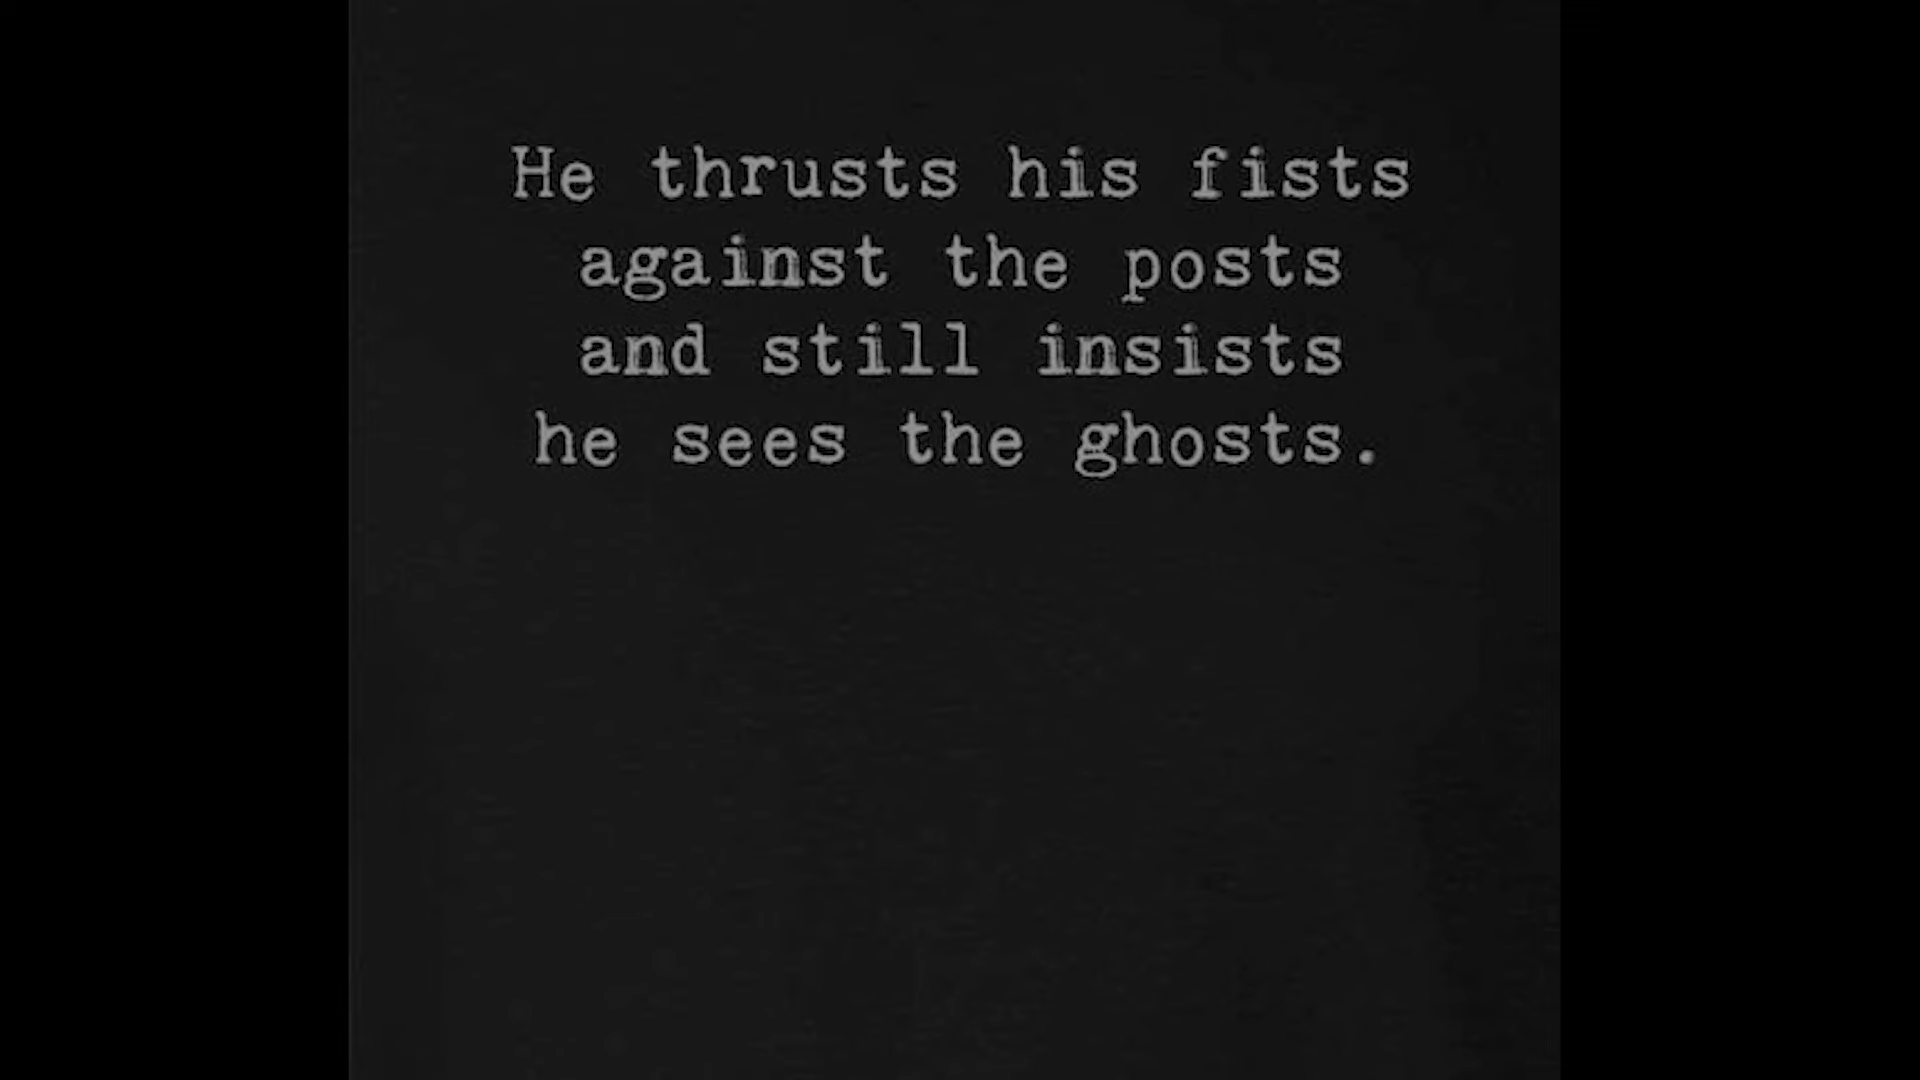 He thrusts his fists
against the posts
and still insists
he sees the ghosts.